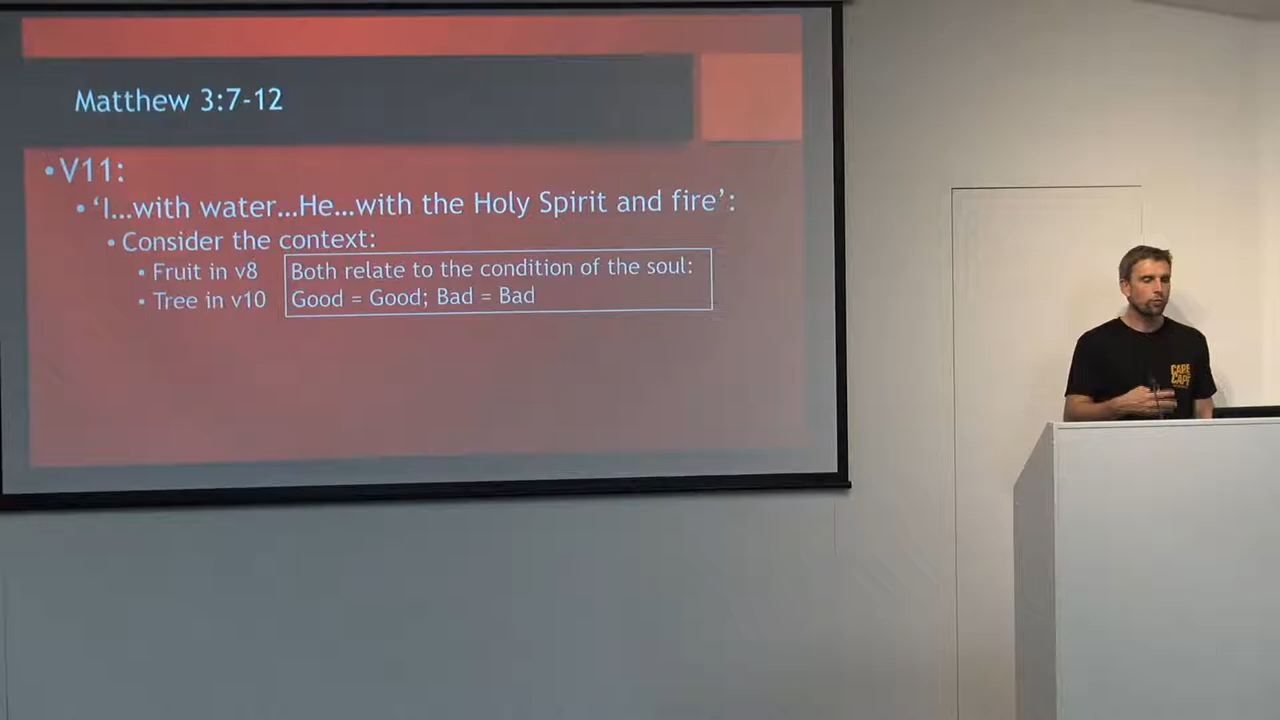 Matthew 3:7-12
•V11:
•‘I...with water...He...with the Holy Spirit and fire’:
•Consider the context:
•Fruit in v8
Both relate to the condition of the soul:
•Tree in v10
Good = Good; Bad = Bad
CARE